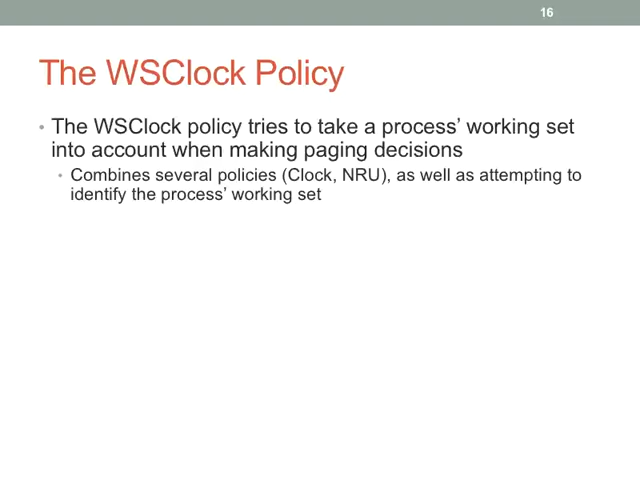 16
The WSClock Policy
• The WSClock policy tries to take a process’ working set
into account when making paging decisions
• Combines several policies (Clock, NRU), as well as attempting to
identify the process’ working set